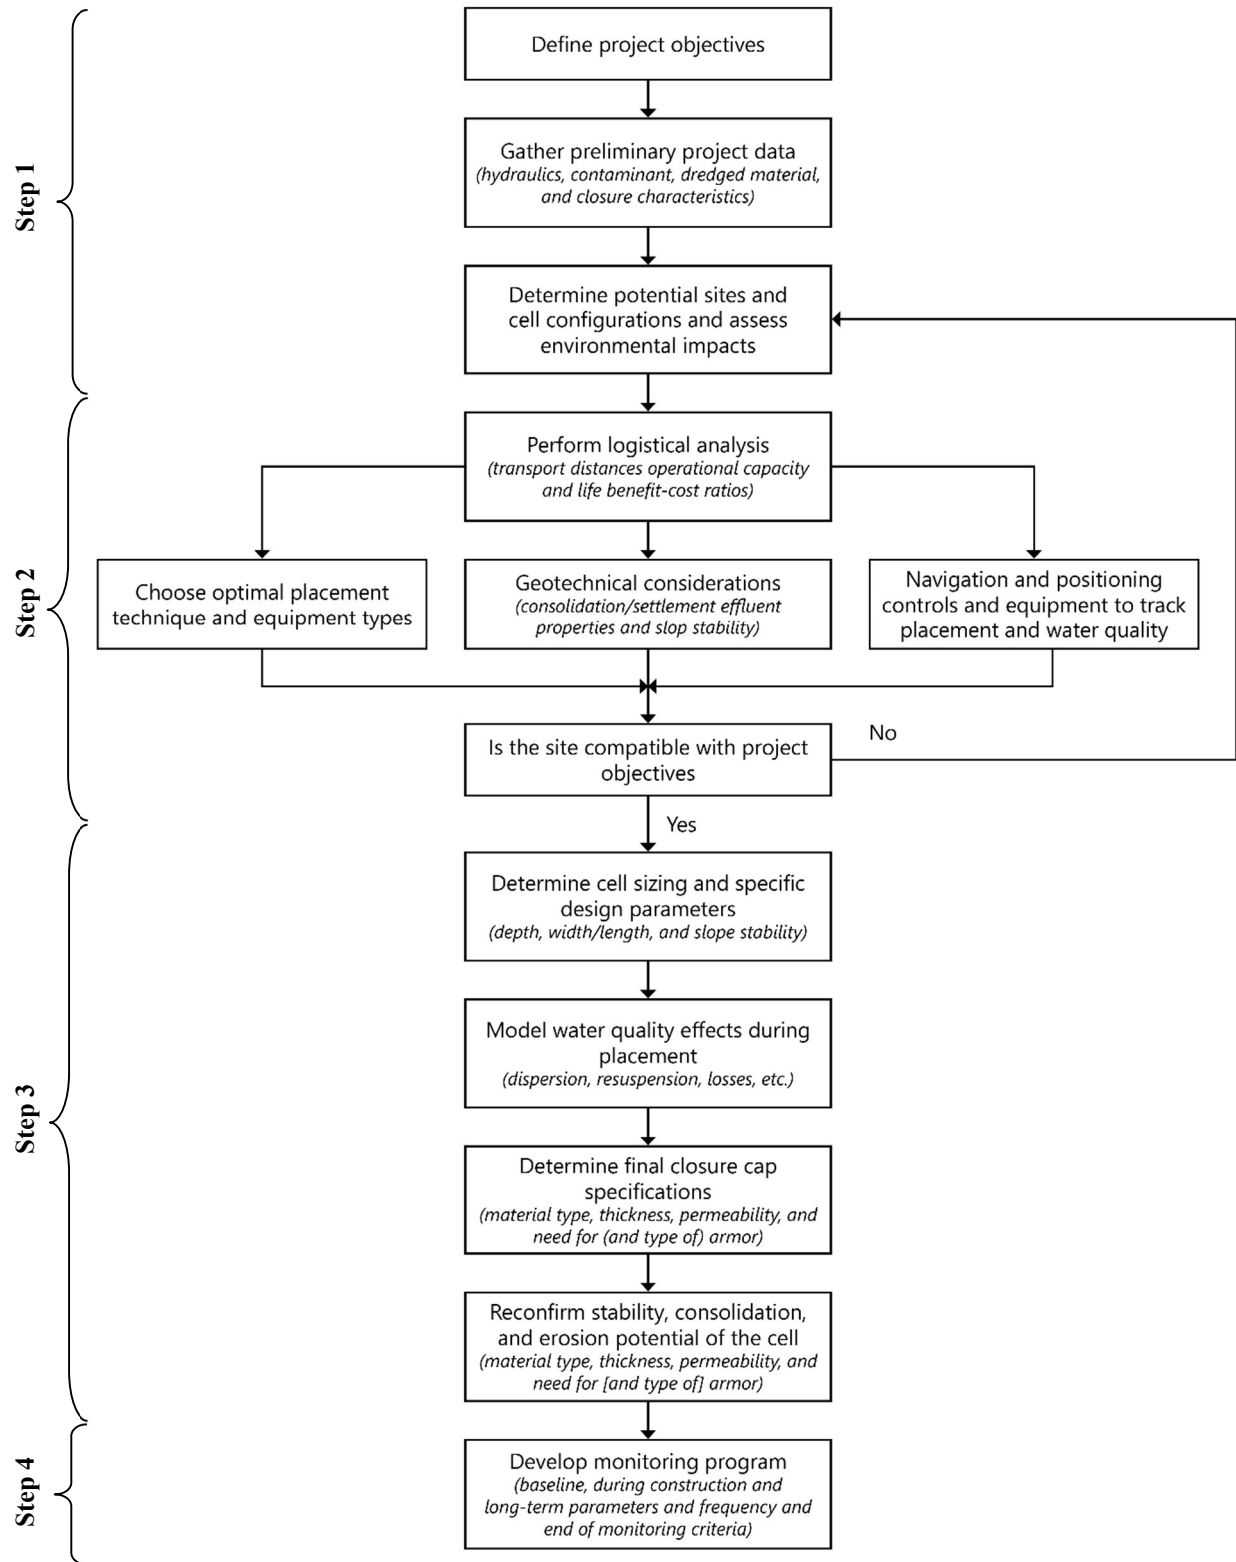 Step 1
Define project objectives
Gather preliminary project data
(hydraulics, contaminant, dredged material,
and closure characteristics)
Determine potential sites and
cell configurations and assess
environmental impacts
Step 2
Perform logistical analysis
(transport distances operational capacity
and life benefit-cost ratios)
Choose optimal placement
technique and equipment types
Geotechnical considerations
(consolidation/settlement effluent
properties and slop stability)
Navigation and positioning
controls and equipment to track
placement and water quality
Is the site compatible with project
objectives
No
Yes
Step 3
Determine cell sizing and specific
design parameters
(depth, width/length, and slope stability)
Model water quality effects during
placement
(dispersion, resuspension, losses, etc.)
Determine final closure cap
specifications
(material type, thickness, permeability, and
need for (and type of) armor)
Reconfirm stability, consolidation,
and erosion potential of the cell
(material type, thickness, permeability, and
need for [and type of] armor)
Step 4
Develop monitoring program
(baseline, during construction and
long-term parameters and frequency and
end of monitoring criteria)